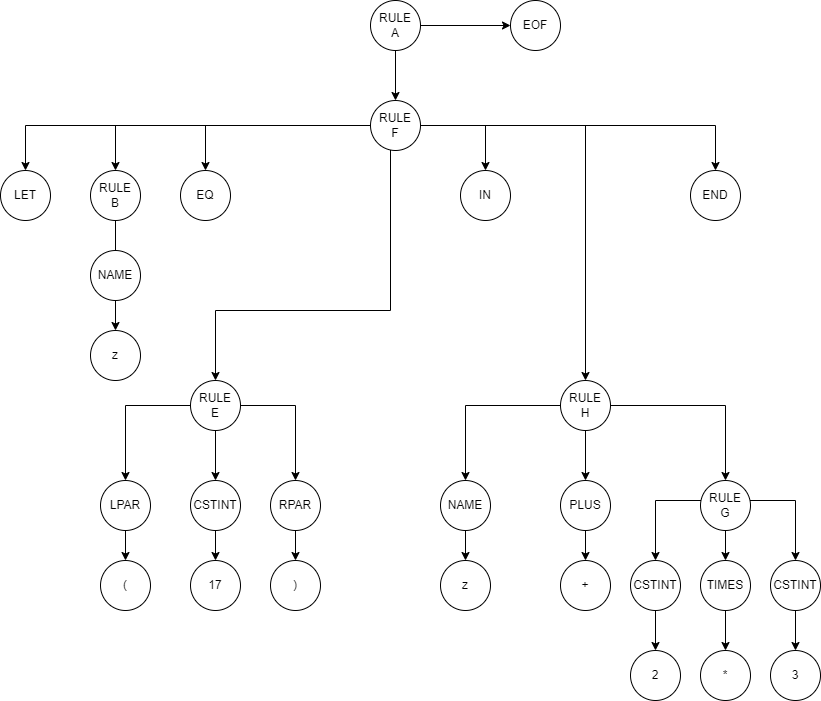 RULE
A
EOF
RULE
F
LET
RULE
B
EQ
IN
END
NAME
z
RULE
E
RULE
H
LPAR
CSTINT
RPAR
NAME
PLUS
RULE
G
(
17
)
z
+
CSTINT
TIMES
CSTINT
2
*
3